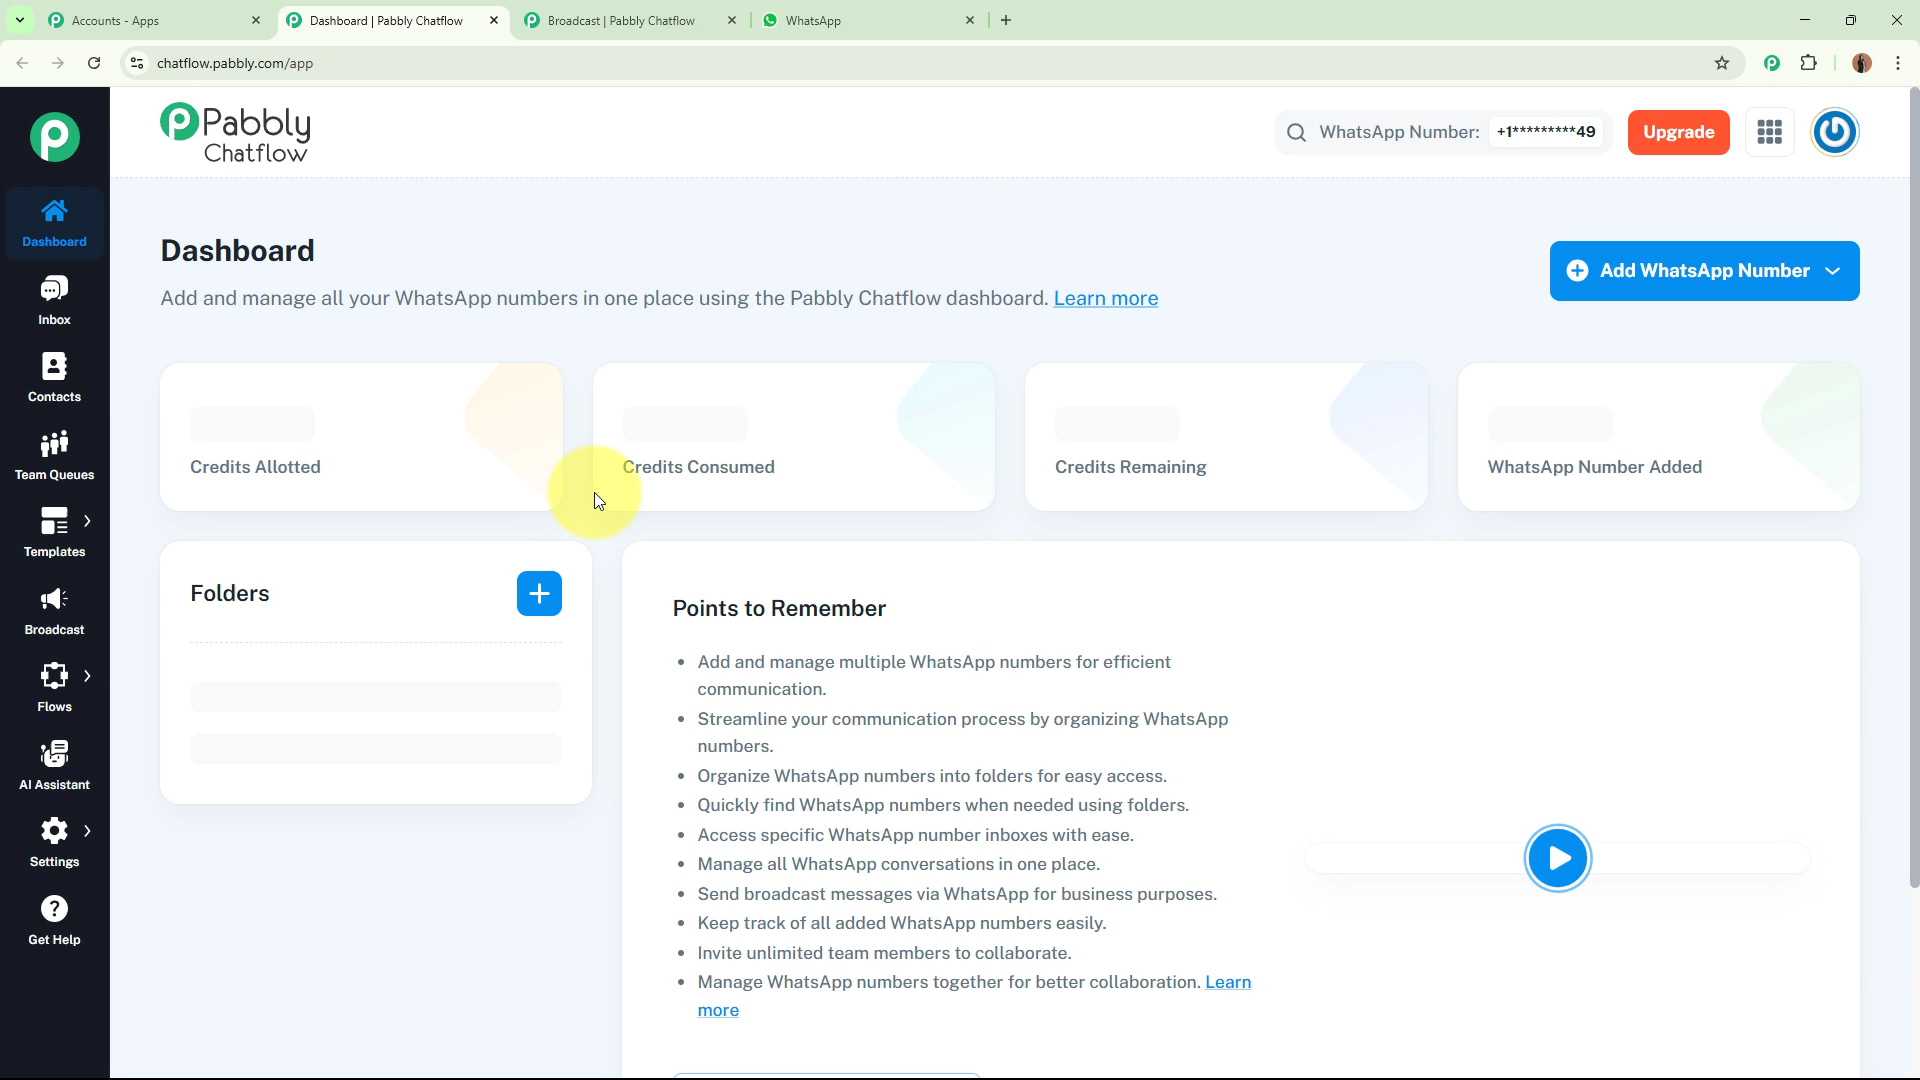 Accounts - Apps
Dashboard | Pabbly Chatflow
Broadcast | Pabbly Chatflow
WhatsApp
chatflow.pabbly.com/app
Pabbly
Chatflow
WhatsApp Number: +1*********49
Upgrade
Dashboard
Inbox
Contacts
Team Queues
Templates
Broadcast
Flows
AI Assistant
Settings
Get Help
Dashboard
Add and manage all your WhatsApp numbers in one place using the Pabbly Chatflow dashboard. Learn more
Add WhatsApp Number
Credits Allotted
Credits Consumed
Credits Remaining
WhatsApp Number Added
Folders
Points to Remember
• Add and manage multiple WhatsApp numbers for efficient
communication.
• Streamline your communication process by organizing WhatsApp
numbers.
• Organize WhatsApp numbers into folders for easy access.
• Quickly find WhatsApp numbers when needed using folders.
• Access specific WhatsApp number inboxes with ease.
• Manage all WhatsApp conversations in one place.
• Send broadcast messages via WhatsApp for business purposes.
• Keep track of all added WhatsApp numbers easily.
• Invite unlimited team members to collaborate.
• Manage WhatsApp numbers together for better collaboration. Learn
more